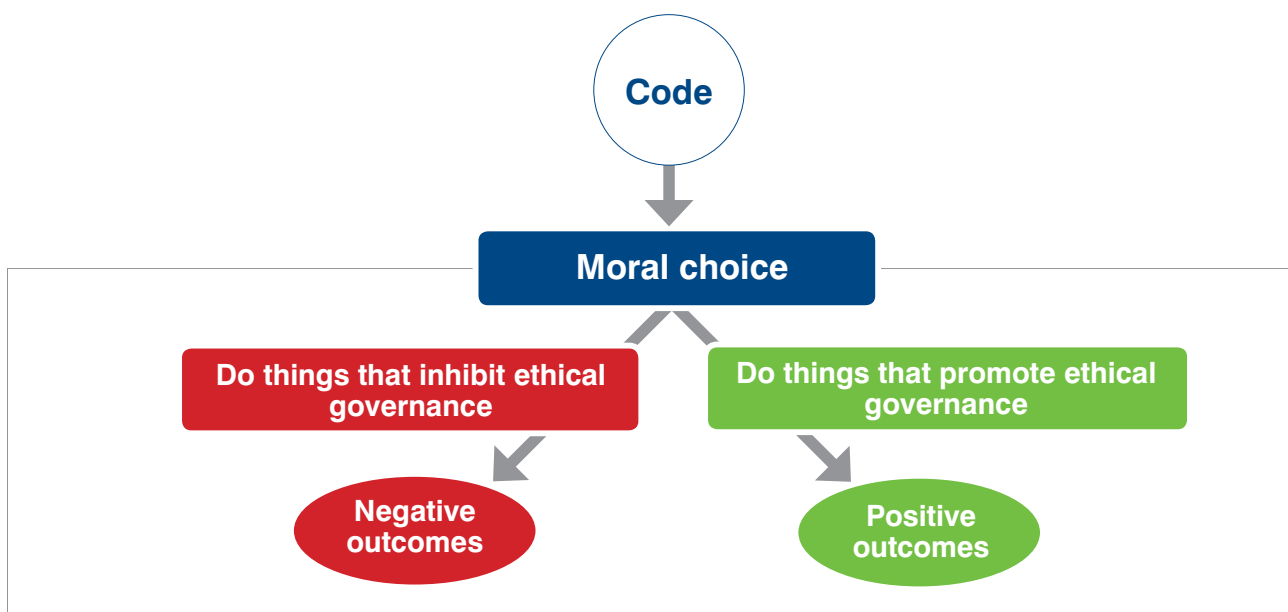 Code
Moral choice
Do things that inhibit ethical
governance
Do things that promote ethical
governance
Negative
outcomes
Positive
outcomes